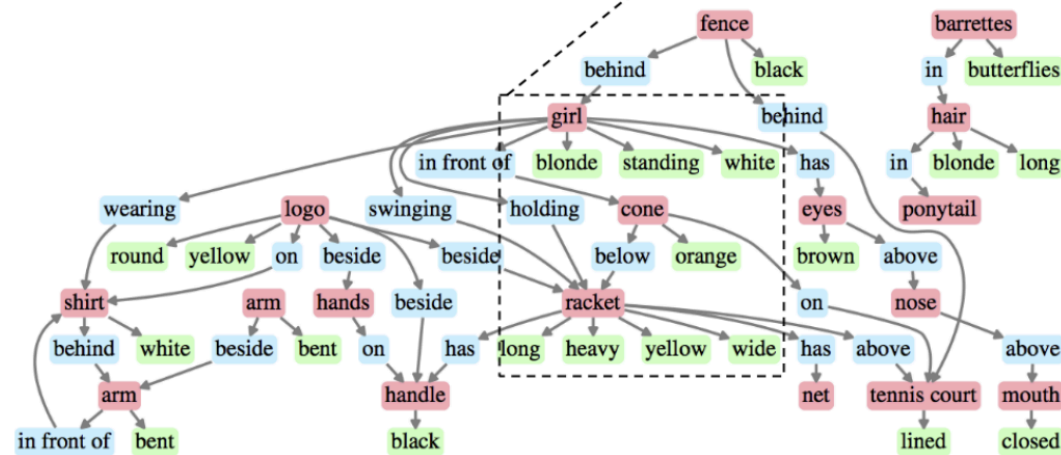 fence barrettes
behind black in butterflies
girl behind hair
in front of blonde standing white has in blonde long
wearing logo swinging holding cone eyes ponytail
round yellow on beside beside below orange brown above
shirt arm hands beside racket on nose
behind white beside bent on has long heavy yellow wide has above above
arm handle net tennis court mouth
in front of bent black lined closed